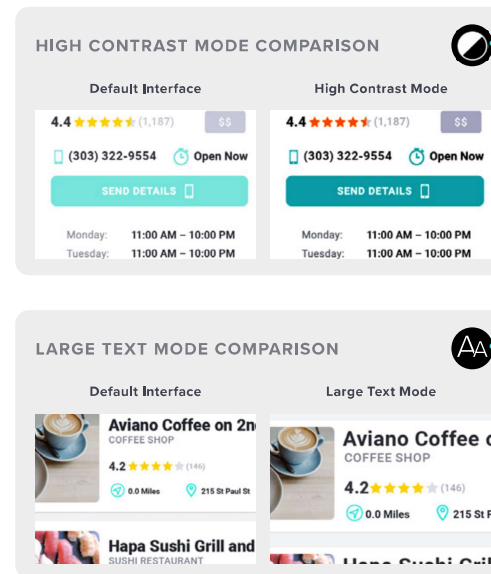 HIGH CONTRAST MODE COMPARISON
Default Interface High Contrast Mode
4.4 (1,187) $$ 4.4 (1,187) $$
(303) 322-9554 Open Now (303) 322-9554 Open Now
SEND DETAILS SEND DETAILS
Monday: 11:00 AM – 10:00 PM Monday: 11:00 AM – 10:00 PM
Tuesday: 11:00 AM – 10:00 PM Tuesday: 11:00 AM – 10:00 PM
LARGE TEXT MODE COMPARISON AA
Default Interface Large Text Mode
Aviano Coffee on 2n Aviano Coffee
COFFEE SHOP COFFEE SHOP
4.2 (146) 4.2 (146)
0.0 Miles 215 St Paul St 0.0 Miles 215 St P
Hapa Sushi Grill and Hapa Sushi Gril
SUSHI RESTAURANT